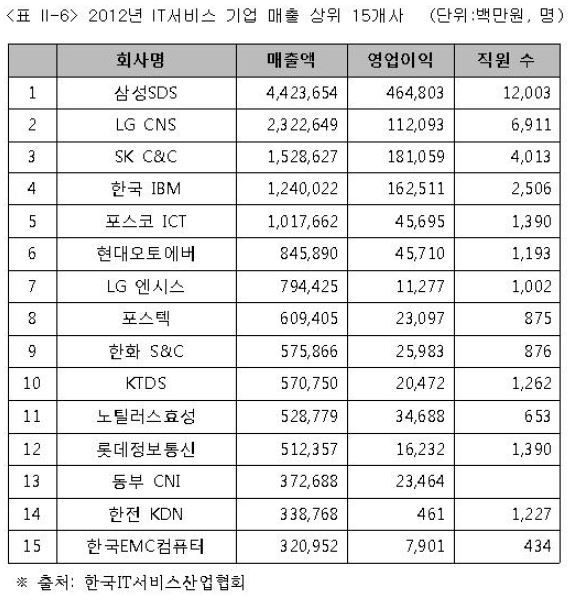 <표 Ⅱ-6> 2012년 IT서비스 기업 매출 상위 15개사 (단위:백만원, 명)
회사명 매출액 영업이익 직원 수
1 삼성SDS 4,423,654 464,803 12,003
2 LG CNS 2,322,649 112,093 6,911
3 SK C&C 1,528,627 181,059 4,013
4 한국 IBM 1,240,022 162,511 2,506
5 포스코 ICT 1,017,662 45,695 1,390
6 현대오토에버 845,890 45,710 1,193
7 LG 엔시스 794,425 11,277 1,002
8 포스텍 609,405 23,097 875
9 한화 S&C 575,866 25,983 876
10 KTDS 570,750 20,472 1,262
11 노틸러스효성 528,779 34,688 653
12 롯데정보통신 512,357 16,232 1,390
13 동부 CNI 372,688 23,464
14 한전 KDN 338,768 461 1,227
15 한국EMC컴퓨터 320,952 7,901 434
※ 출처: 한국IT서비스산업협회